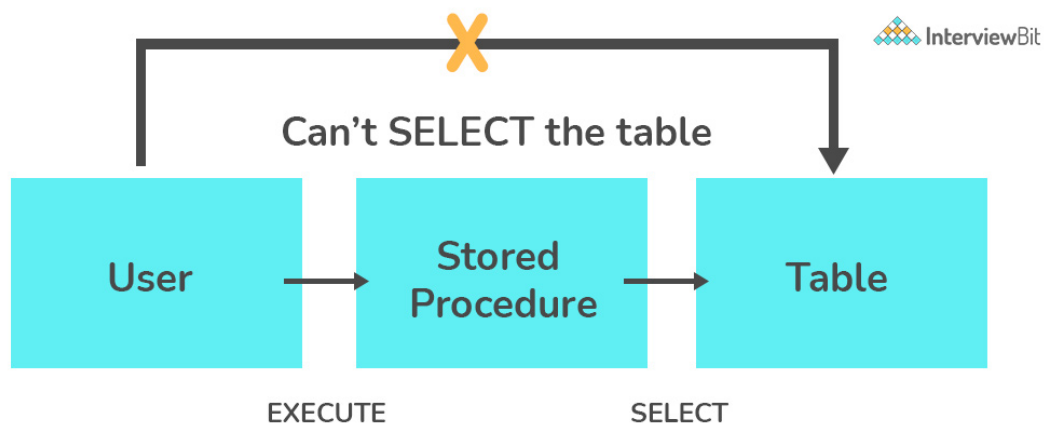 InterviewBit
Can't SELECT the table
User
Stored
Procedure
Table
EXECUTE
SELECT